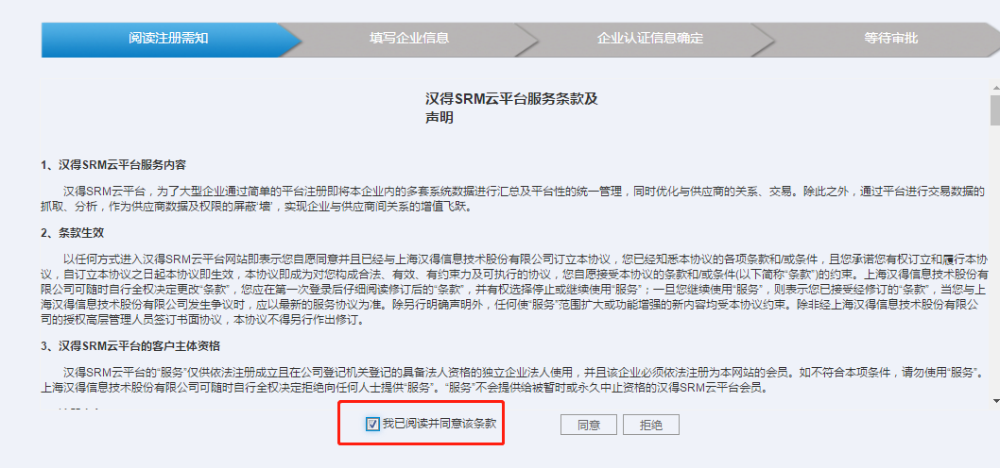 阅读注册需知
填写企业信息
企业认证信息确定
等待审批
汉得SRM云平台服务条款及
声明
1、汉得SRM云平台服务内容
汉得SRM云平台，为了大型企业通过简单的平台注册即将本企业内的多套系统数据进行汇总及平台性的统一管理，同时优化与供应商的关系、交易。除此之外，通过平台进行交易数据的
抓取、分析，作为供应商数据及权限的屏蔽‘墙’，实现企业与供应商间关系的增值飞跃。
2、条款生效
以任何方式进入汉得SRM云平台网站即表示您自愿同意并且已经与上海汉得信息技术股份有限公司订立本协议，您已经知悉本协议的各项条款和/或条件，且您承诺您有权订立和履行本协
议，自订立本协议之日起本协议即生效，本协议即成为对您构成合法、有效、有约束力及可执行的协议，您自愿接受本协议的条款和/或条件(以下简称“条款”)的约束。上海汉得信息技术股份有
限公司可随时自行全权决定更改“条款”，您应在第一次登录后仔细阅读修订后的“条款”，并有权选择停止或继续使用“服务”；一旦您继续使用“服务”，则表示您已接受经修订的“条款”，当您与上
海汉得信息技术股份有限公司发生争议时，应以最新的服务协议为准。除另行明确声明外，任何使“服务”范围扩大或功能增强的新内容均受本协议约束。除非经上海汉得信息技术股份有限公
司的授权高层管理人员签订书面协议，本协议不得另行作出修订。
3、汉得SRM云平台的客户主体资格
汉得SRM云平台的“服务”仅供依法注册成立且在公司登记机关登记的具备法人资格的独立企业法人使用，并且该企业必须依法注册为本网站的会员。如不符合本项条件，请勿使用“服务”。
上海汉得信息技术股份有限公司可随时自行全权决定拒绝向任何人士提供“服务”。“服务”不会提供给被暂时或永久中止资格的汉得SRM云平台会员。
我已阅读并同意该条款
同意
拒绝